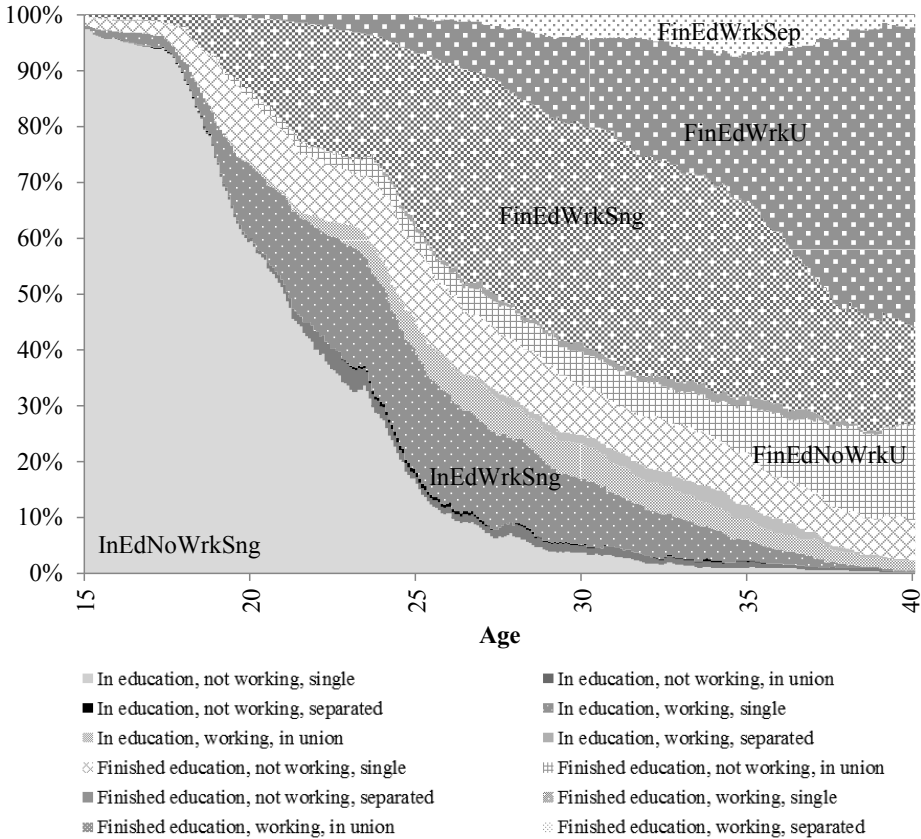 100%
FinEdWrkSep
90%
80%
FinEdWrkU
70%
FinEdWrkSng
60%
50%
40%
30%
FinEdNoWrkU
20%
InEdWrkSng
10%
InEdNoWrkSng
0%
15 20 25 30 35 40
Age
In education, not working, single
In education, not working, in union
In education, not working, separated
In education, working, single
In education, working, in union
In education, working, separated
Finished education, not working, single
Finished education, not working, in union
Finished education, not working, separated
Finished education, working, single
Finished education, working, in union
Finished education, working, separated